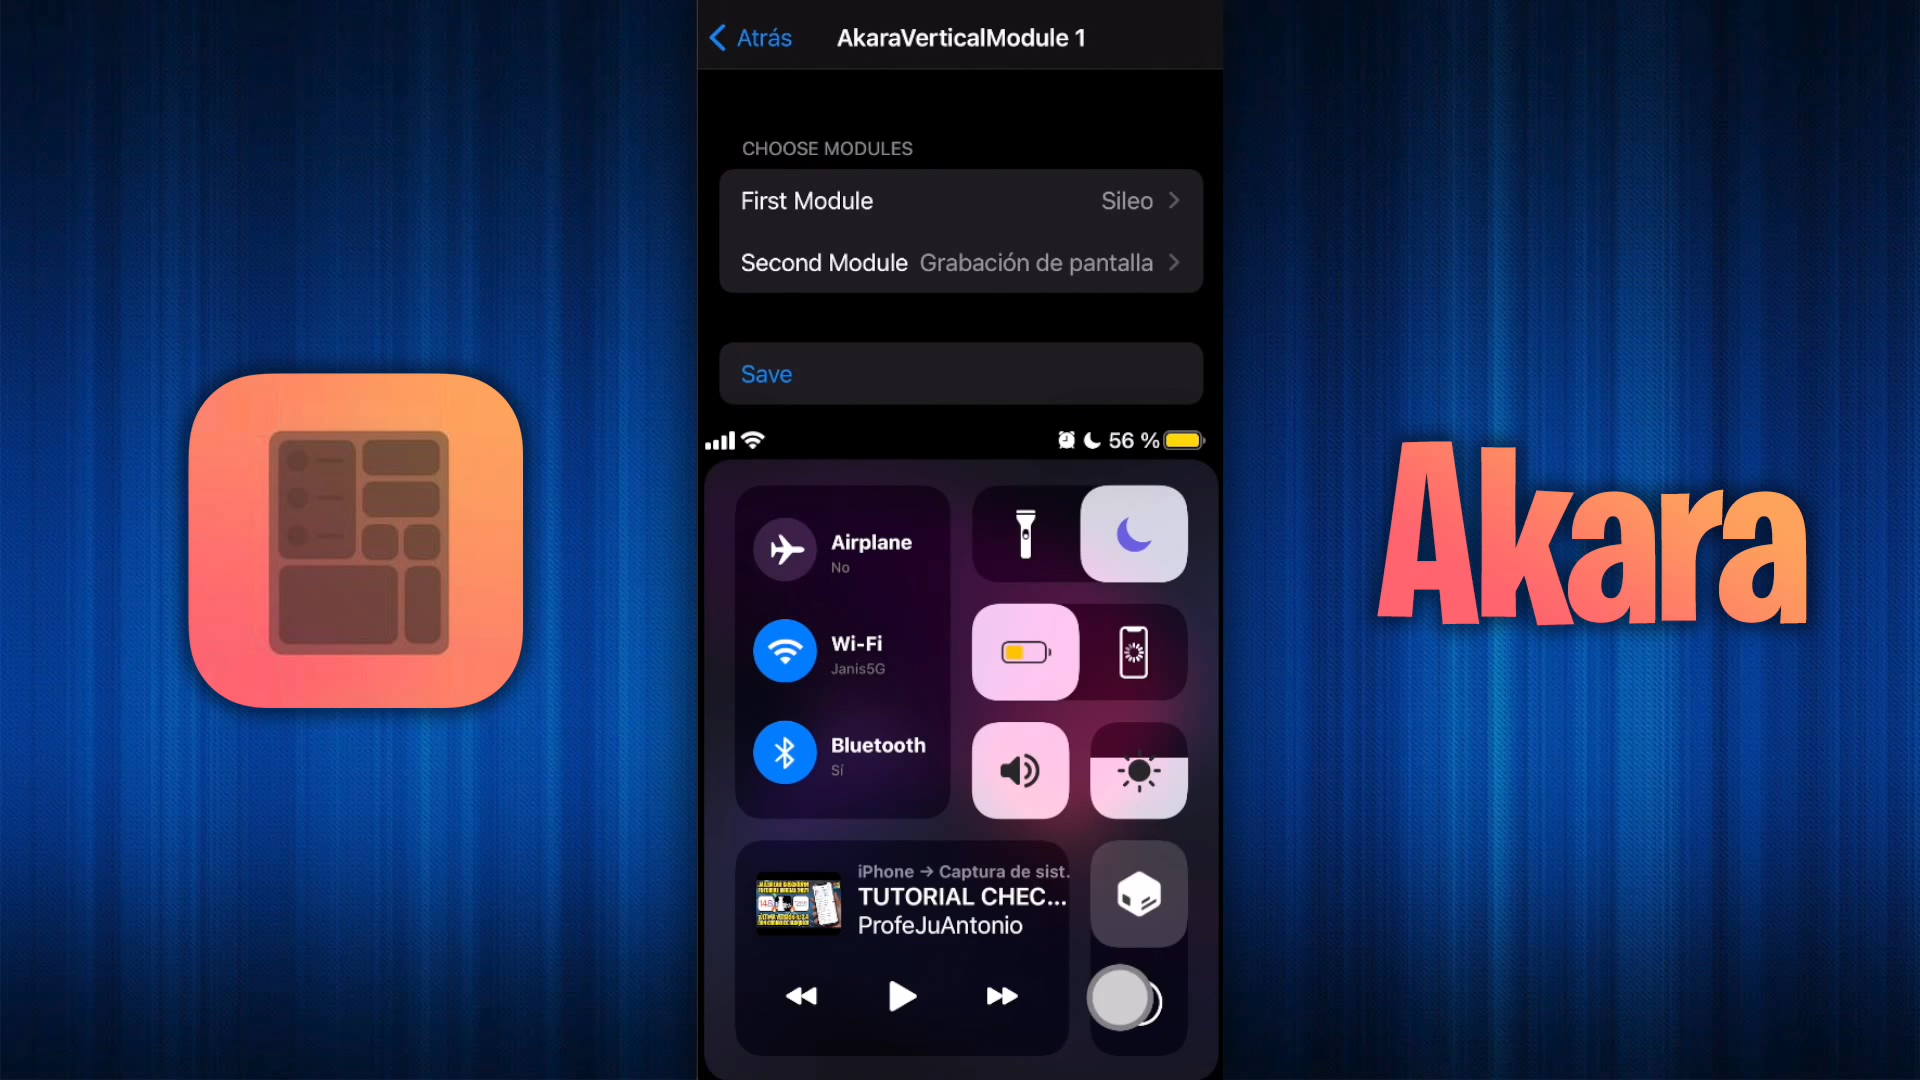 Atrás
AkaraVerticalModule 1
CHOOSE MODULES
First Module Sileo
Second Module Grabación de pantalla
Save
56 %
Airplane
No
Wi-Fi
Janis5G
Bluetooth
Sí
iPhone → Captura de sist.
TUTORIAL CHEC...
ProfeJuAntonio
Akara